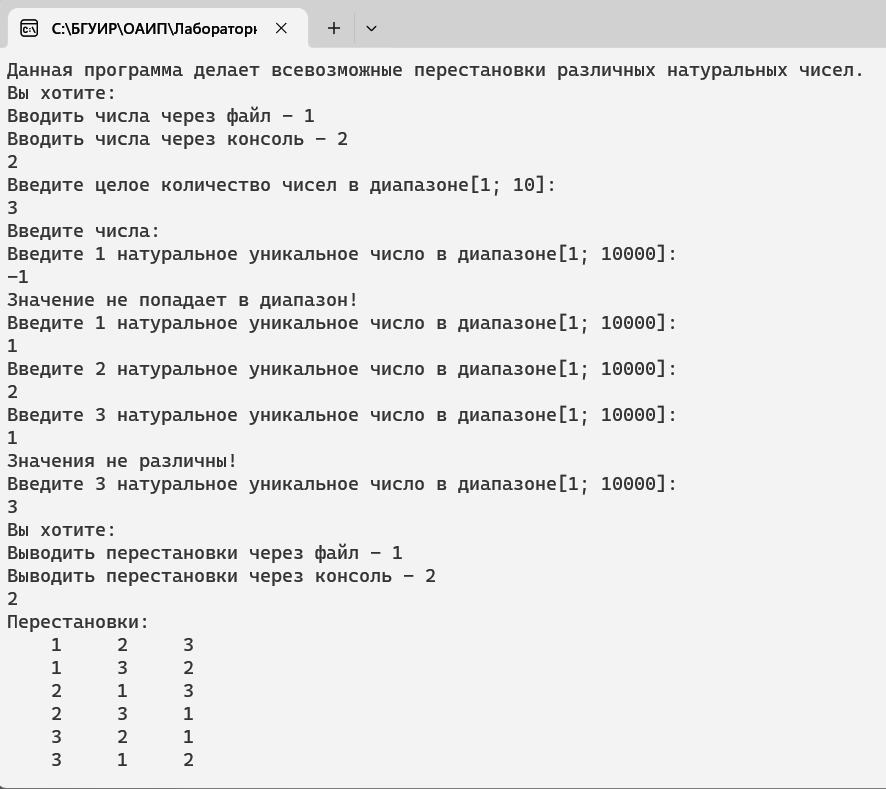 C:\БГУИР\ОАИП\Лаборатор
Данная программа делает всевозможные перестановки различных натуральных чисел.
Вы хотите:
Вводить числа через файл – 1
Вводить числа через консоль – 2
2
Введите целое количество чисел в диапазоне[1; 10]:
3
Введите числа:
Введите 1 натуральное уникальное число в диапазоне[1; 10000]:
–1
Значение не попадает в диапазон!
Введите 1 натуральное уникальное число в диапазоне[1; 10000]:
1
Введите 2 натуральное уникальное число в диапазоне[1; 10000]:
2
Введите 3 натуральное уникальное число в диапазоне[1; 10000]:
1
Значения не различны!
Введите 3 натуральное уникальное число в диапазоне[1; 10000]:
3
Вы хотите:
Выводить перестановки через файл – 1
Выводить перестановки через консоль – 2
2
Перестановки:
1 2 3
1 3 2
2 1 3
2 3 1
3 2 1
3 1 2